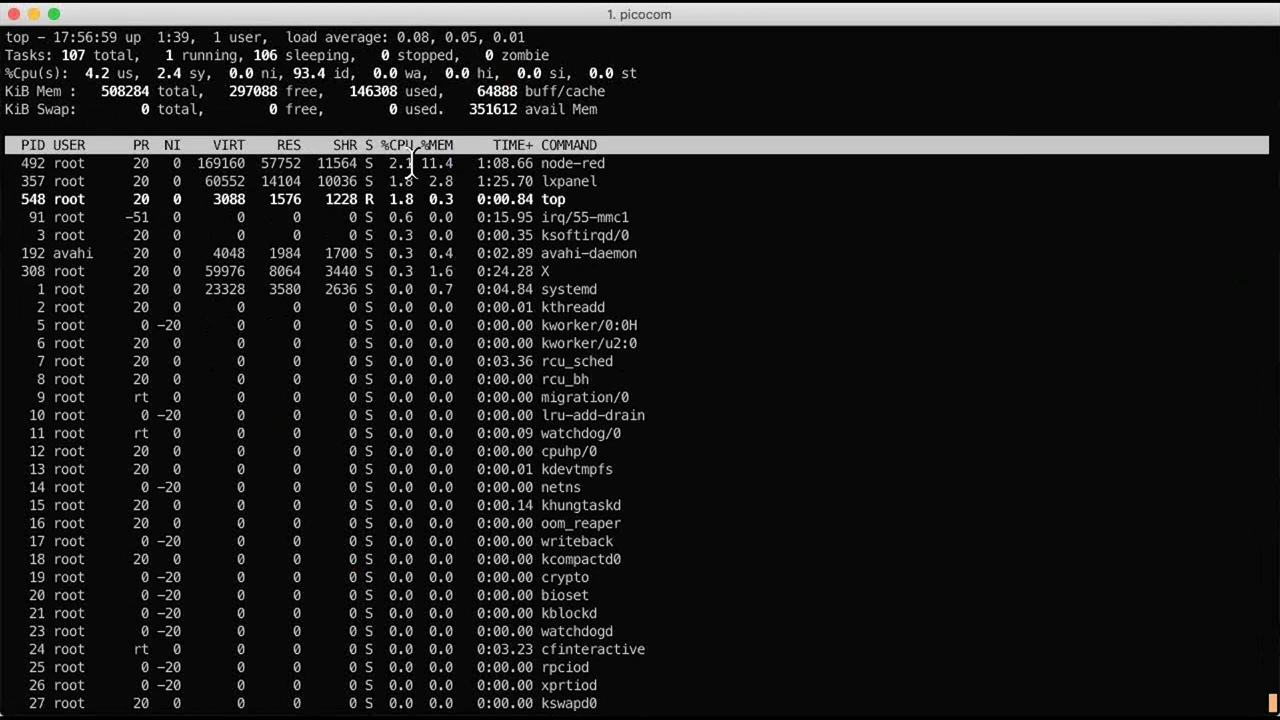 1. picocom
top - 17:56:59 up  1:39,  1 user,  load average: 0.08, 0.05, 0.01
Tasks: 107 total,   1 running, 106 sleeping,   0 stopped,   0 zombie
%Cpu(s):  4.2 us,  2.4 sy,  0.0 ni, 93.4 id,  0.0 wa,  0.0 hi,  0.0 si,  0.0 st
KiB Mem :   508284 total,   297088 free,   146308 used,    64888 buff/cache
KiB Swap:        0 total,        0 free,        0 used.   351612 avail Mem
PID USER      PR  NI    VIRT    RES    SHR S %CPU %MEM     TIME+ COMMAND
492 root      20   0  169160  57752  11564 S  2.1 11.4   1:08.66 node-red
357 root      20   0   60552  14104  10036 S  1.8  2.8   1:25.70 lxpanel
548 root      20   0    3088   1576   1228 R  1.8  0.3   0:00.84 top
91 root     -51   0       0      0      0 S  0.6  0.0   0:15.95 irq/55-mmc1
3 root      20   0       0      0      0 S  0.3  0.0   0:00.35 ksoftirqd/0
192 avahi     20   0    4048   1984   1700 S  0.3  0.4   0:02.89 avahi-daemon
308 root      20   0   59976   8064   3440 S  0.3  1.6   0:24.28 X
1 root      20   0   23328   3580   2636 S  0.0  0.7   0:04.84 systemd
2 root      20   0       0      0      0 S  0.0  0.0   0:00.01 kthreadd
5 root       0 -20       0      0      0 S  0.0  0.0   0:00.00 kworker/0:0H
6 root      20   0       0      0      0 S  0.0  0.0   0:00.00 kworker/u2:0
7 root      20   0       0      0      0 S  0.0  0.0   0:03.36 rcu_sched
8 root      20   0       0      0      0 S  0.0  0.0   0:00.00 rcu_bh
9 root      rt   0       0      0      0 S  0.0  0.0   0:00.00 migration/0
10 root       0 -20       0      0      0 S  0.0  0.0   0:00.00 lru-add-drain
11 root      rt   0       0      0      0 S  0.0  0.0   0:00.09 watchdog/0
12 root      20   0       0      0      0 S  0.0  0.0   0:00.00 cpuhp/0
13 root      20   0       0      0      0 S  0.0  0.0   0:00.01 kdevtmpfs
14 root       0 -20       0      0      0 S  0.0  0.0   0:00.00 netns
15 root      20   0       0      0      0 S  0.0  0.0   0:00.14 khungtaskd
16 root      20   0       0      0      0 S  0.0  0.0   0:00.00 oom_reaper
17 root       0 -20       0      0      0 S  0.0  0.0   0:00.00 writeback
18 root      20   0       0      0      0 S  0.0  0.0   0:00.00 kcompactd0
19 root       0 -20       0      0      0 S  0.0  0.0   0:00.00 crypto
20 root       0 -20       0      0      0 S  0.0  0.0   0:00.00 bioset
21 root       0 -20       0      0      0 S  0.0  0.0   0:00.00 kblockd
23 root       0 -20       0      0      0 S  0.0  0.0   0:00.00 watchdogd
24 root      rt   0       0      0      0 S  0.0  0.0   0:03.23 cfinteractive
25 root       0 -20       0      0      0 S  0.0  0.0   0:00.00 rpciod
26 root       0 -20       0      0      0 S  0.0  0.0   0:00.00 xprtiod
27 root      20   0       0      0      0 S  0.0  0.0   0:00.00 kswapd0